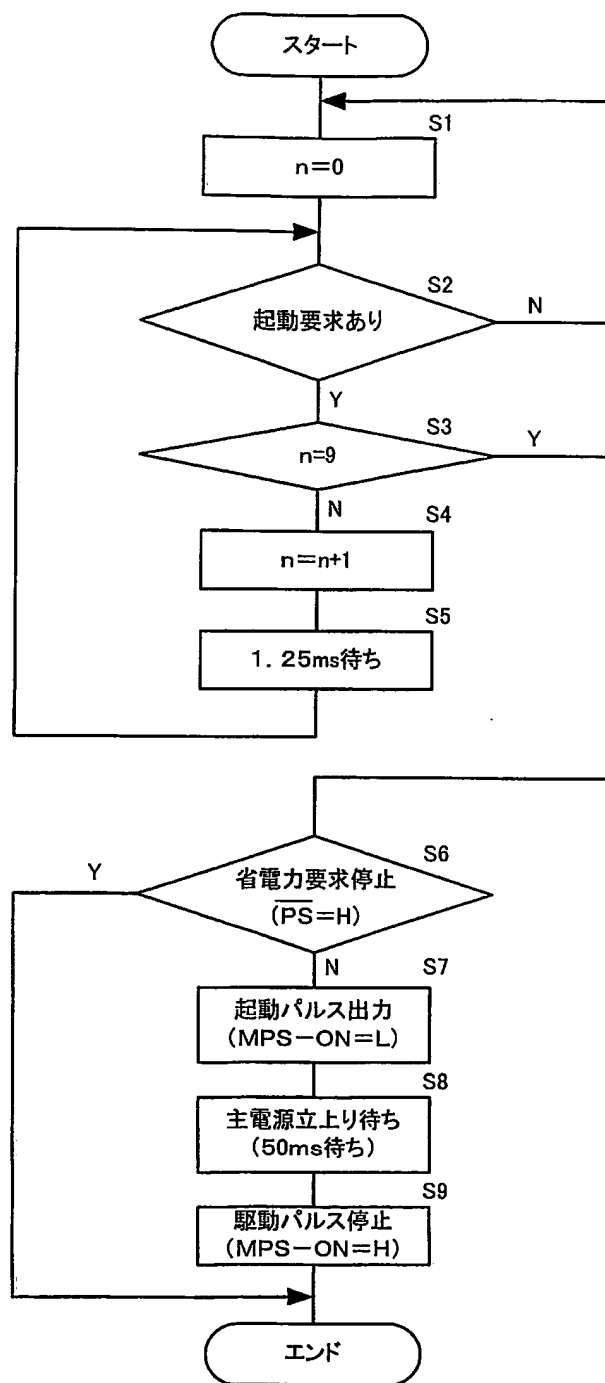 スタート
S1
n=0
S2
起動要求あり
N
Y
S3
n=9
Y
N
S4
n=n+1
S5
1.25ms待ち
S6
Y
省電力要求停止
(P̅S̅=H)
N
S7
起動パルス出力
(MPS-ON=L)
S8
主電源立上り待ち
(50ms待ち)
S9
駆動パルス停止
(MPS-ON=H)
エンド